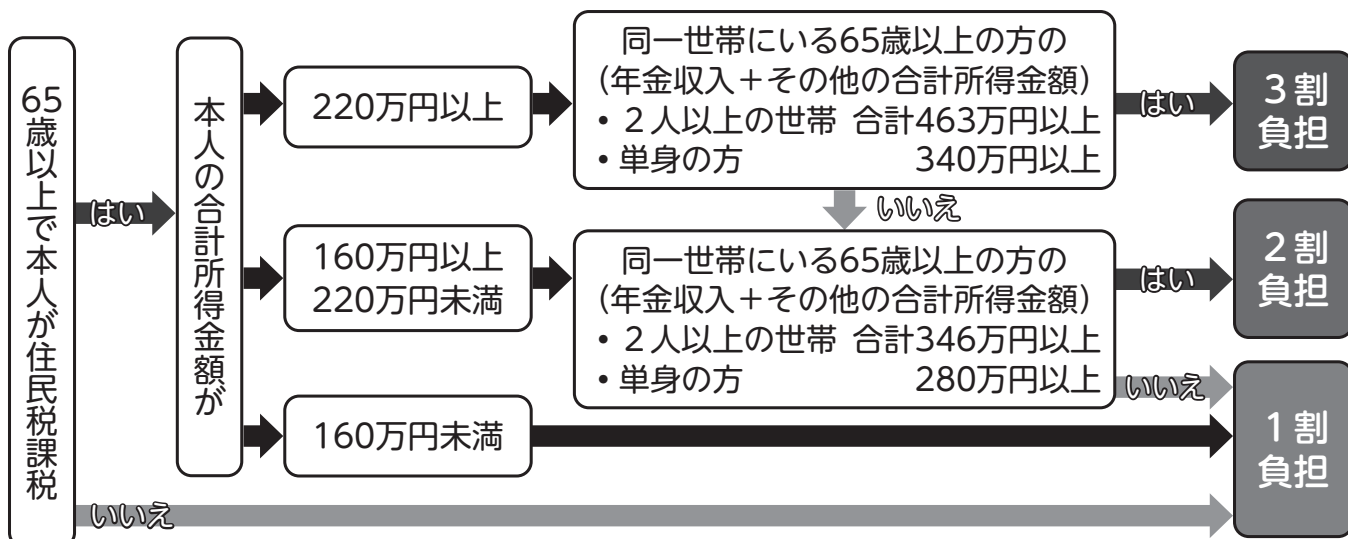 65歳以上で本人が住民税課税
はい
いいえ
本人の合計所得金額が
220万円以上
同一世帯にいる65歳以上の方の
（年金収入＋その他の合計所得金額）
・２人以上の世帯 合計463万円以上
・単身の方 340万円以上
はい
３割
負担
いいえ
160万円以上
220万円未満
同一世帯にいる65歳以上の方の
（年金収入＋その他の合計所得金額）
・２人以上の世帯 合計346万円以上
・単身の方 280万円以上
はい
２割
負担
いいえ
160万円未満
１割
負担